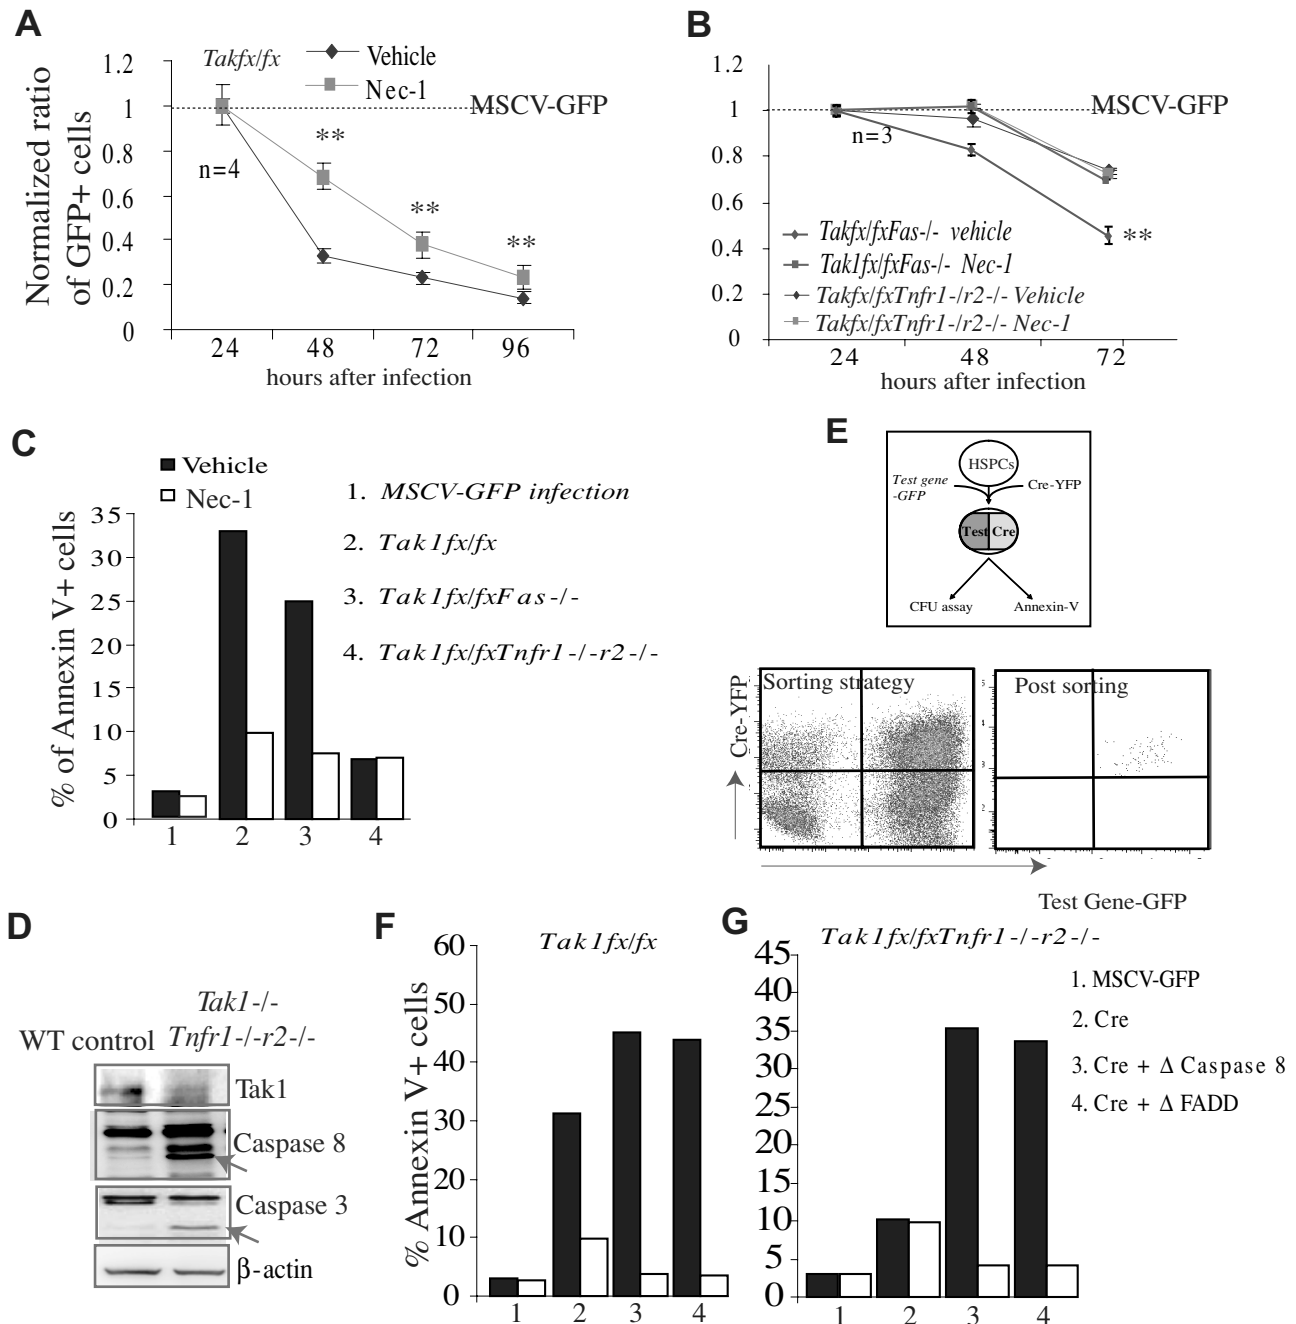 A
Takfx/fx
Vehicle
Nec-1
MSCV-GFP
Normalized ratio
of GFP+ cells
1.2
1
0.8
0.6
0.4
0.2
0
n=4
**
**
**
24 48 72 96
hours after infection
B
1.2
1
0.8
0.6
0.4
0.2
0
MSCV-GFP
n=3
Takfx/fxFas-/- vehicle
Tak1fx/fxFas-/- Nec-1
Takfx/fxTnfr1-/r2-/- Vehicle
Takfx/fxTnfr1-/r2-/- Nec-1
**
24 48 72
hours after infection
C
Vehicle
Nec-1
% of Annexin V+ cells
35
30
25
20
15
10
5
0
1 2 3 4
1. MSCV-GFP infection
2. Tak1fx/fx
3. Tak1fx/fxFas-/-
4. Tak1fx/fxTnfr1-/-r2-/-
E
HSPCs
Test gene
-GFP
Cre-YFP
Test Cre
CFU assay
Annexin-V
Sorting strategy
Post sorting
Cre-YFP
Test Gene-GFP
D
WT control
Tak1-/-
Tnfr1-/-r2-/-
Tak1
Caspase 8
Caspase 3
β-actin
F
Tak1fx/fx
% Annexin V+ cells
60
50
40
30
20
10
0
1 2 3 4
G
Tak1fx/fxTnfr1-/-r2-/-
45
40
35
30
25
20
15
10
5
0
1 2 3 4
1. MSCV-GFP
2. Cre
3. Cre + Δ Caspase 8
4. Cre + Δ FADD